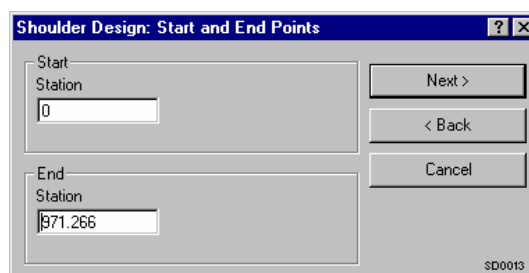 Shoulder Design: Start and End Points
Start
Station
0
Next >
< Back
Cancel
End
Station
971.266
SD0013